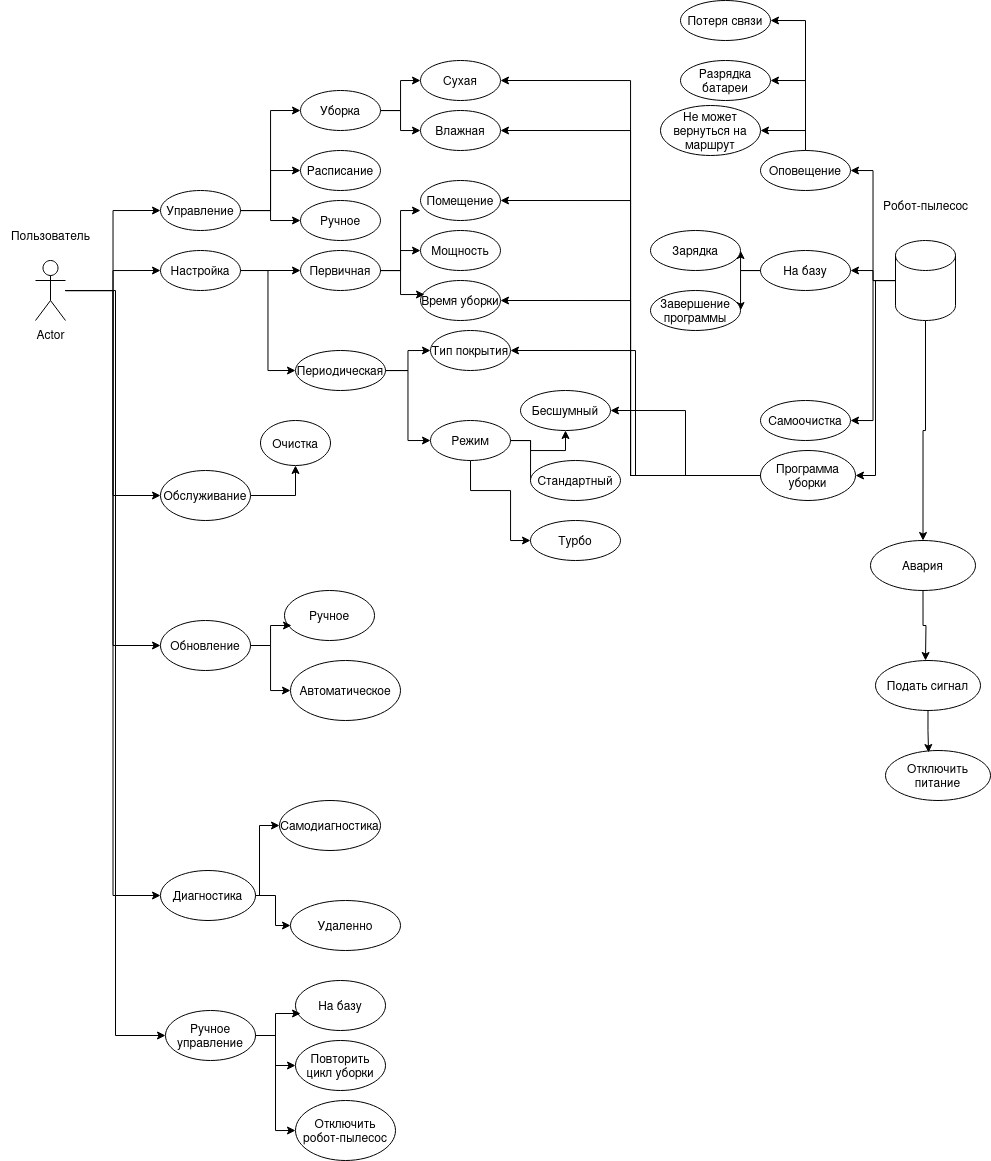 Потеря связи
Разрядка
батареи
Не может
вернуться на
маршрут
Оповещение
Сухая
Влажная
Уборка
Расписание
Ручное
Управление
Пользователь
Actor
Настройка
Первичная
Помещение
Мощность
Время уборки
Периодическая
Тип покрытия
Режим
Бесшумный
Стандартный
Турбо
Робот-пылесос
Зарядка
На базу
Завершение
программы
Самоочистка
Программа
уборки
Очистка
Обслуживание
Авария
Подать сигнал
Отключить
питание
Обновление
Ручное
Автоматическое
Самодиагностика
Диагностика
Удаленно
Ручное
управление
На базу
Повторить
цикл уборки
Отключить
робот-пылесос